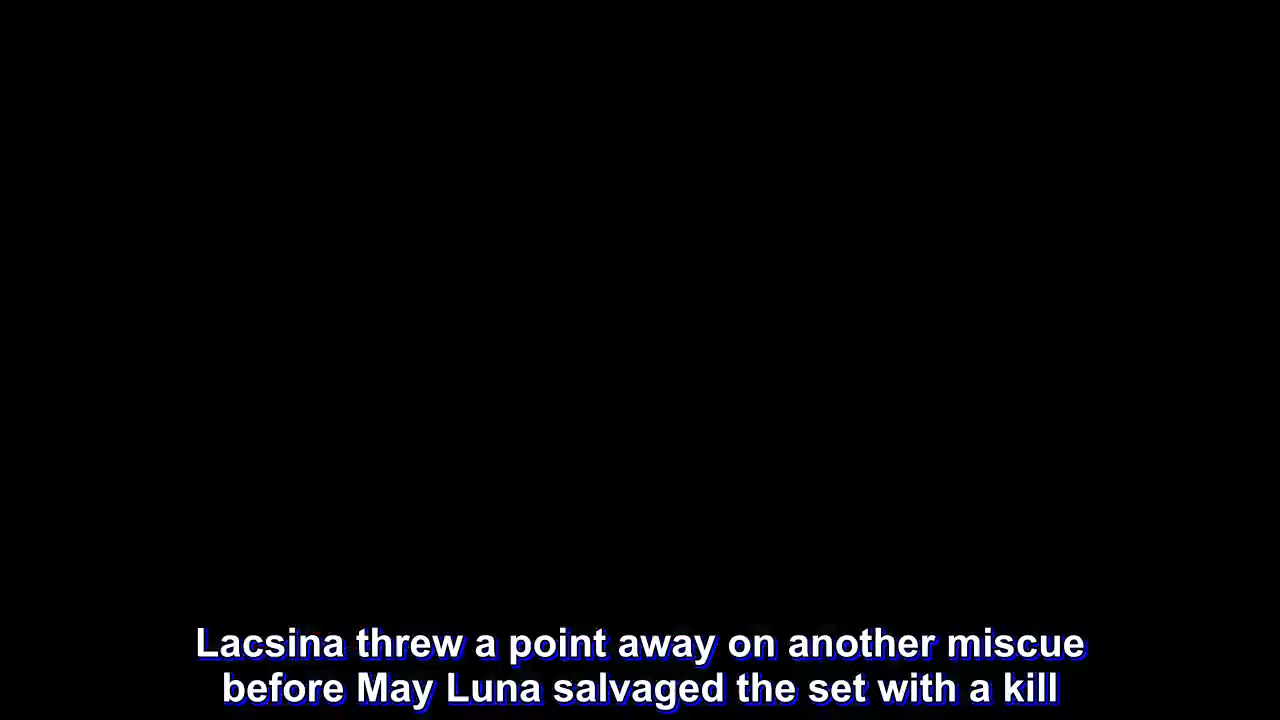 Lacsina threw a point away on another miscue
before May Luna salvaged the set with a kill